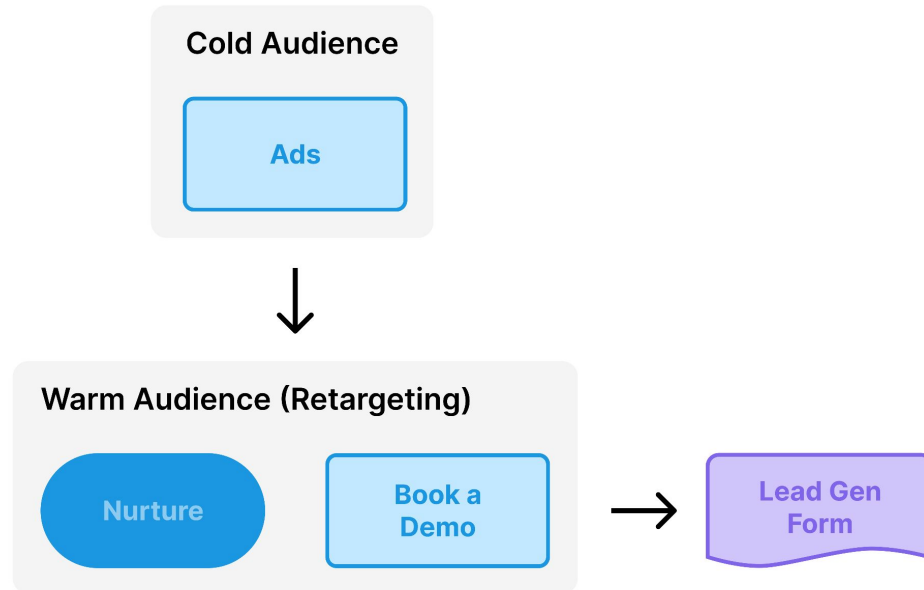 Cold Audience
Ads
Warm Audience (Retargeting)
Nurture
Book a
Demo
Lead Gen
Form